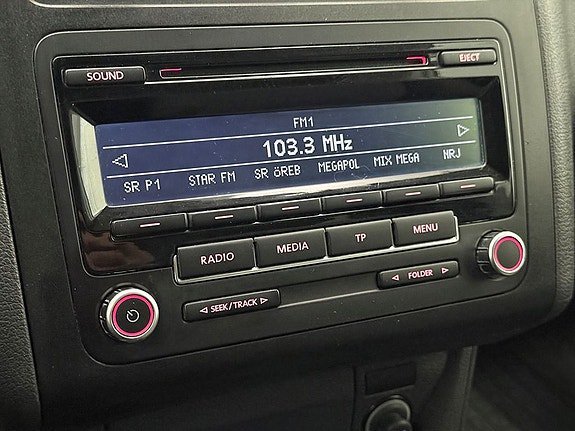 SOUND
EJECT
FM1
103.3 MHz
SR P1 STAR FM SR ÖREB MEGAPOL MIX MEGA NRJ
RADIO MEDIA TP MENU
SEEK/TRACK FOLDER